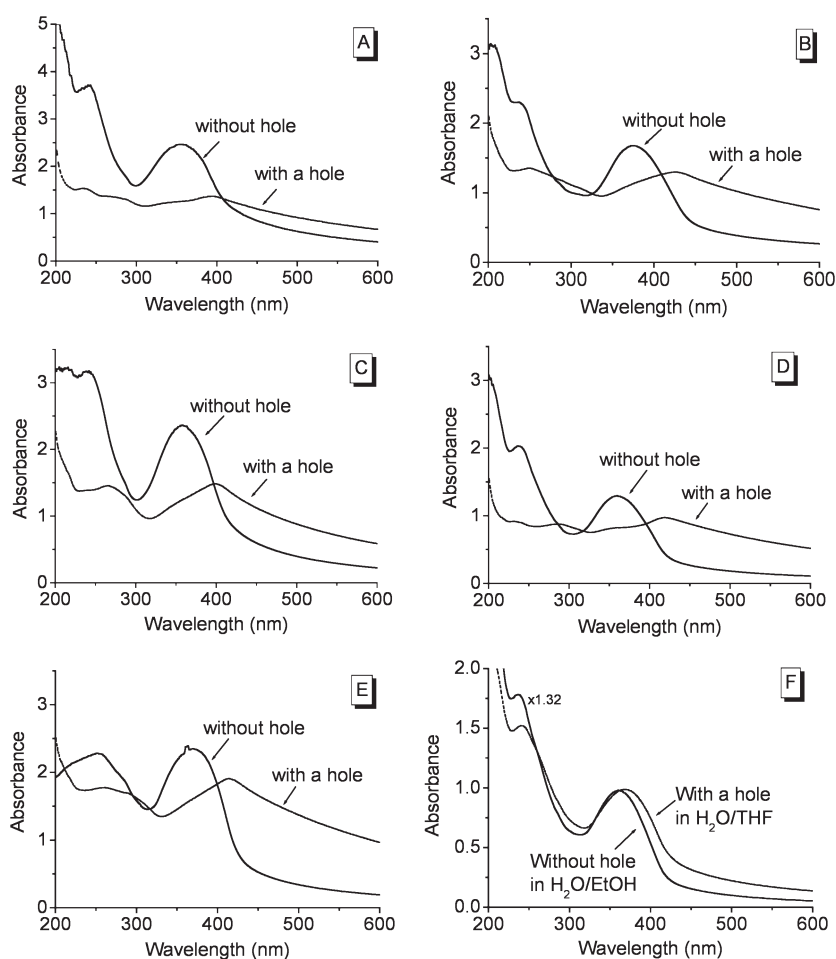 A
5
4
3
2
1
0
Absorbance
without hole
with a hole
200 300 400 500 600
Wavelength (nm)
B
3
2
1
0
Absorbance
without hole
with a hole
200 300 400 500 600
Wavelength (nm)
C
3
2
1
0
Absorbance
without hole
with a hole
200 300 400 500 600
Wavelength (nm)
D
3
2
1
0
Absorbance
without hole
with a hole
200 300 400 500 600
Wavelength (nm)
E
3
2
1
0
Absorbance
without hole
with a hole
200 300 400 500 600
Wavelength (nm)
F
2.0
1.5
1.0
0.5
0.0
Absorbance
x1.32
With a hole
in H₂O/THF
Without hole
in H₂O/EtOH
200 300 400 500 600
Wavelength (nm)